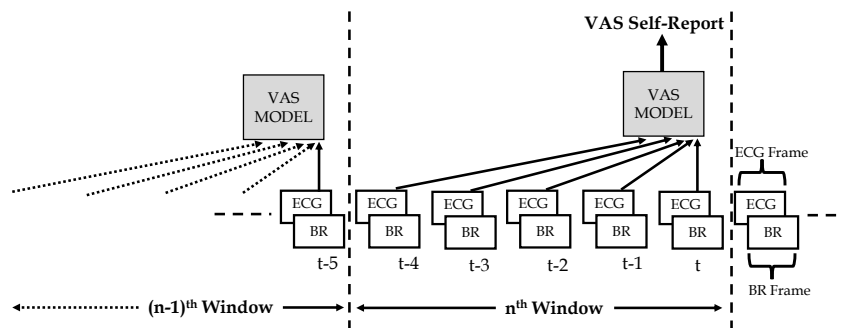 VAS Self-Report
VAS
MODEL
VAS
MODEL
ECG Frame
ECG
BR
ECG
BR
ECG
BR
ECG
BR
ECG
BR
ECG
BR
ECG
BR
t-5
t-4
t-3
t-2
t-1
t
BR Frame
(n-1)th Window
nth Window